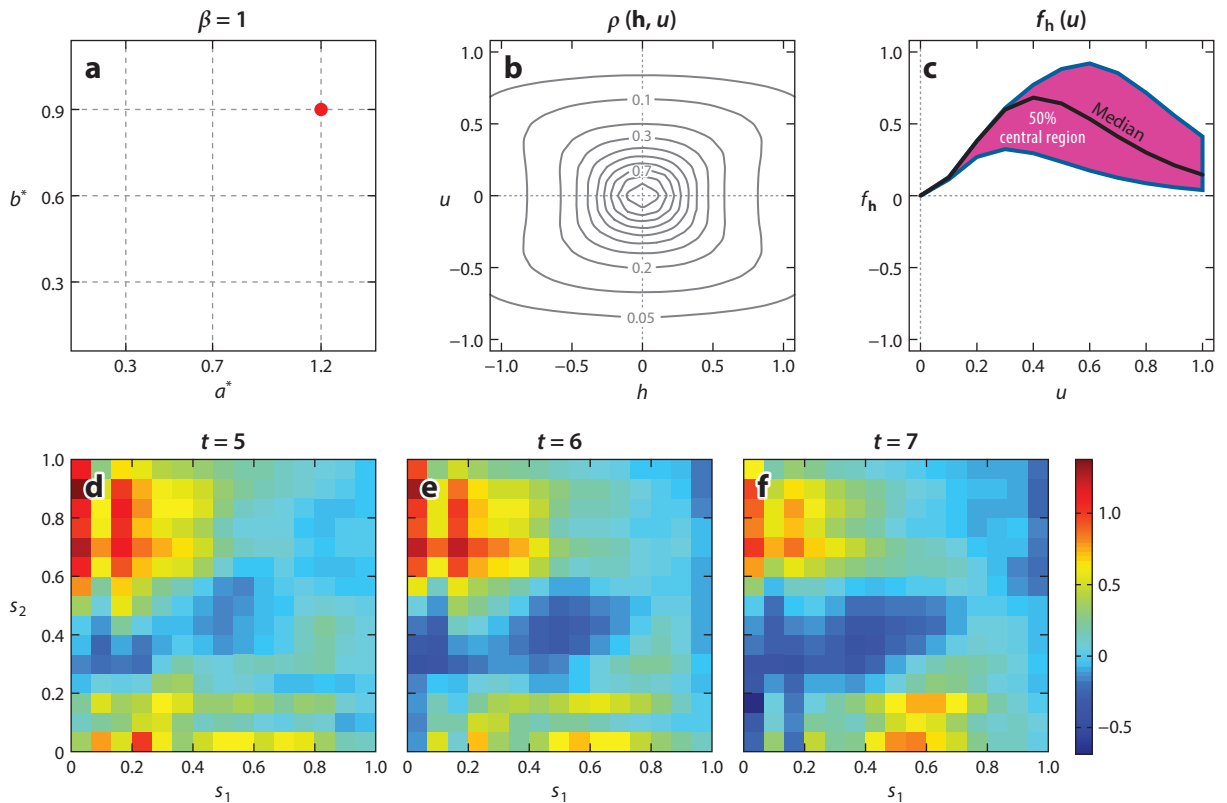 β = 1
a
b*
0.9
0.6
0.3
0.3 0.7 1.2
a*
ρ (h, u)
b
u
1.0
0.5
0
−0.5
−1.0
0.1
0.3
0.7
0.2
0.05
−1.0 −0.5 0 0.5 1.0
h
f_h (u)
c
f_h
1.0
0.5
0
−0.5
−1.0
Median
50%
central region
0 0.2 0.4 0.6 0.8 1.0
u
t = 5
d
s₂
1.0
0.8
0.6
0.4
0.2
0
0 0.2 0.4 0.6 0.8 1.0
s₁
t = 6
e
0 0.2 0.4 0.6 0.8 1.0
s₁
t = 7
f
0 0.2 0.4 0.6 0.8 1.0
s₁
1.0
0.5
0
−0.5